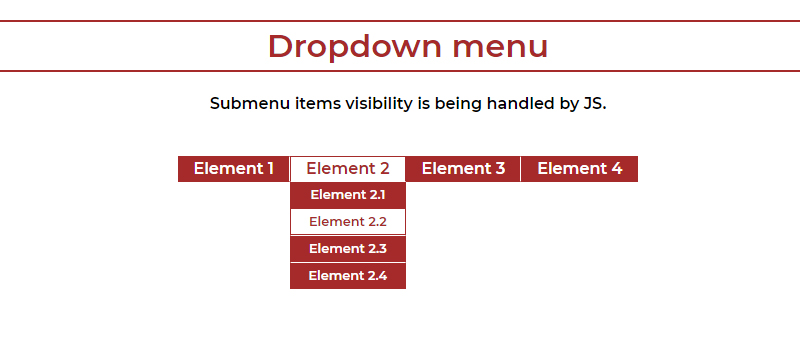 Dropdown menu
Submenu items visibility is being handled by JS.
Element 1 Element 2 Element 3 Element 4
Element 2.1
Element 2.2
Element 2.3
Element 2.4